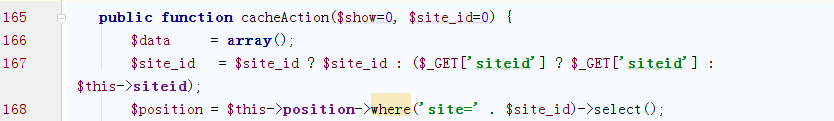 165 public function cacheAction($show=0, $site_id=0) {
166 $data = array();
167 $site_id = $site_id ? $site_id : ($_GET['siteid'] ? $_GET['siteid'] :
$this->siteid);
168 $position = $this->position->where('site=' . $site_id)->select();